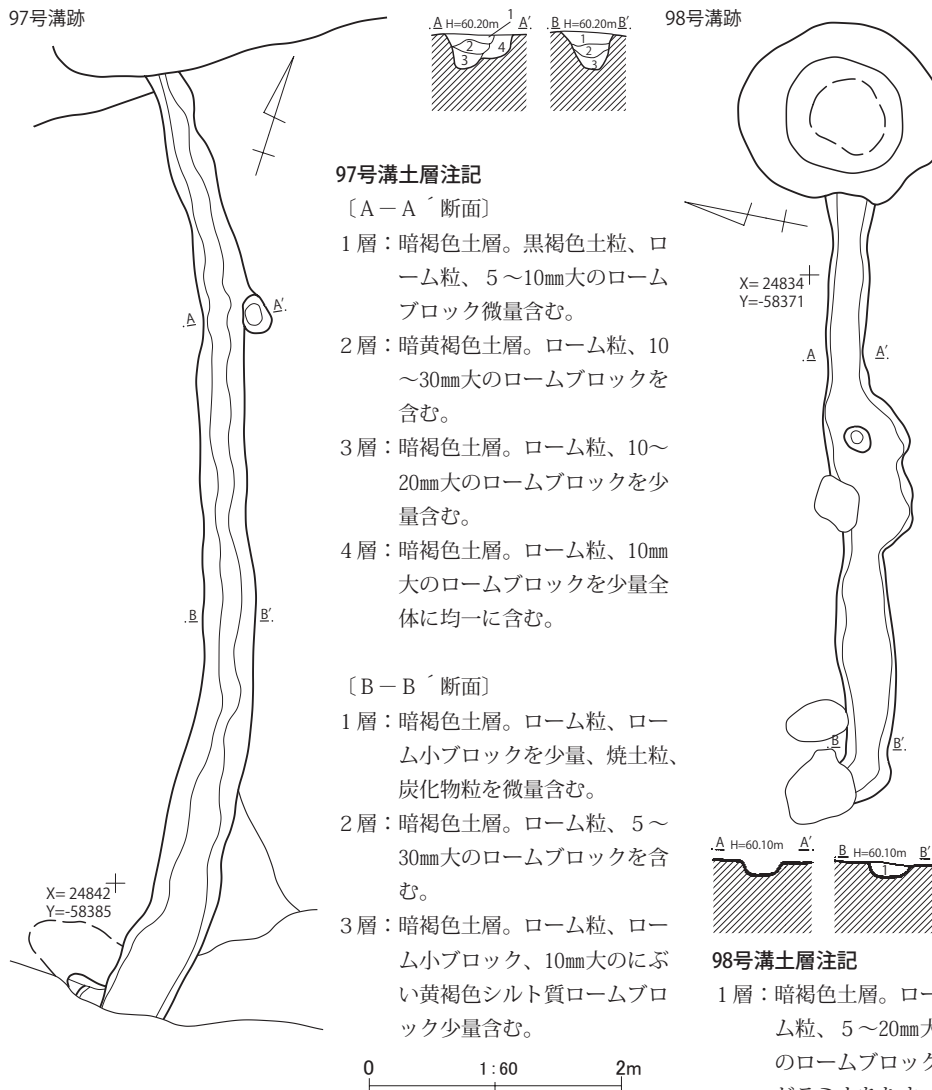 97号溝跡
A H=60.20m A′
1
2
3
4
B H=60.20m B′
1
2
3
98号溝跡
97号溝土層注記
〔A－A´断面〕
1層：暗褐色土層。黒褐色土粒、ロ
ーム粒、5～10㎜大のローム
ブロック微量含む。
2層：暗黄褐色土層。ローム粒、10
～30㎜大のロームブロックを
含む。
3層：暗褐色土層。ローム粒、10～
20㎜大のロームブロックを少
量含む。
4層：暗褐色土層。ローム粒、10㎜
大のロームブロックを少量全
体に均一に含む。
〔B－B´断面〕
1層：暗褐色土層。ローム粒、ロー
ム小ブロックを少量、焼土粒、
炭化物粒を微量含む。
2層：暗褐色土層。ローム粒、5～
30㎜大のロームブロックを含
む。
3層：暗褐色土層。ローム粒、ロー
ム小ブロック、10㎜大のにぶ
い黄褐色シルト質ロームブロ
ック少量含む。
A A′
B B′
X= 24842
Y=-58385
0 1:60 2m
X= 24834
Y=-58371
A A′
B B′
A H=60.10m A′
B H=60.10m B′
1
98号溝土層注記
1層：暗褐色土層。ロー
ム粒、5～20㎜大
のロームブロック